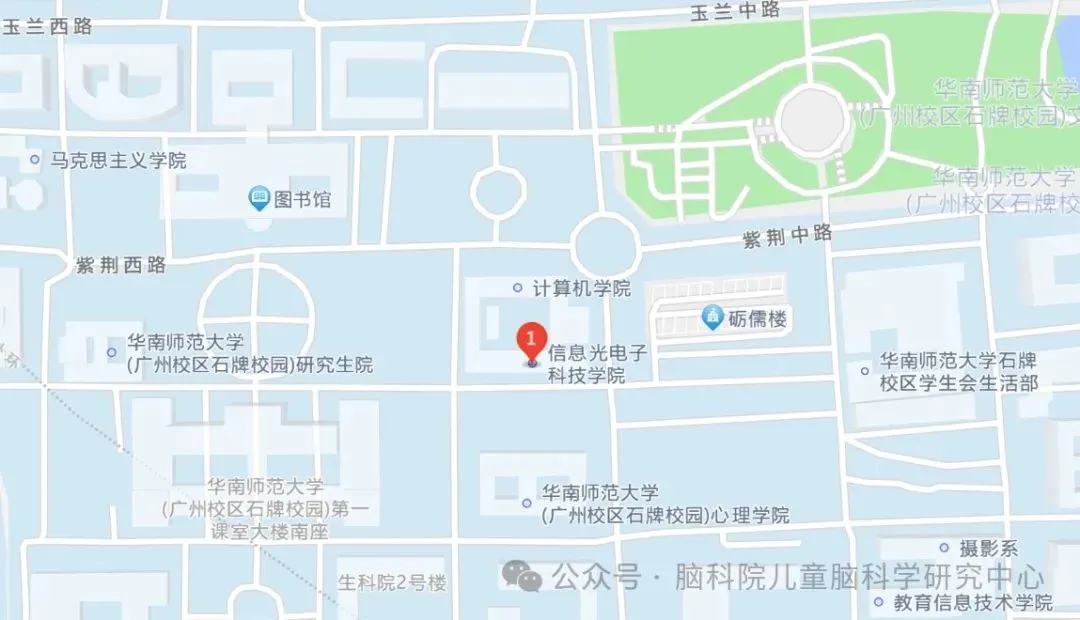 玉兰西路
玉兰中路
华南师范大学
(广州校区石牌校园)文
马克思主义学院
图书馆
华南师范大学
(广州校区石牌校
紫荆中路
紫荆西路
计算机学院
砺儒楼
1
华南师范大学
(广州校区石牌校园)研究生院
信息光电子
科技学院
华南师范大学石牌
校区学生会生活部
华南师范大学
(广州校区石牌校园)第一
课室大楼南座
华南师范大学
(广州校区石牌校园)心理学院
摄影系
生科院2号楼
公众号 · 脑科院儿童脑科学研究中心
教育信息技术学院